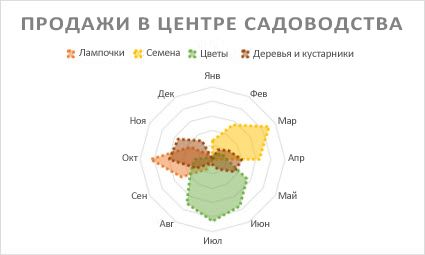 ПРОДАЖИ В ЦЕНТРЕ САДОВОДСТВА
Лампочки Семена Цветы Деревья и кустарники
Янв
Дек Фев
Ноя Мар
Окт Апр
Сен Май
Авг Июн
Июл